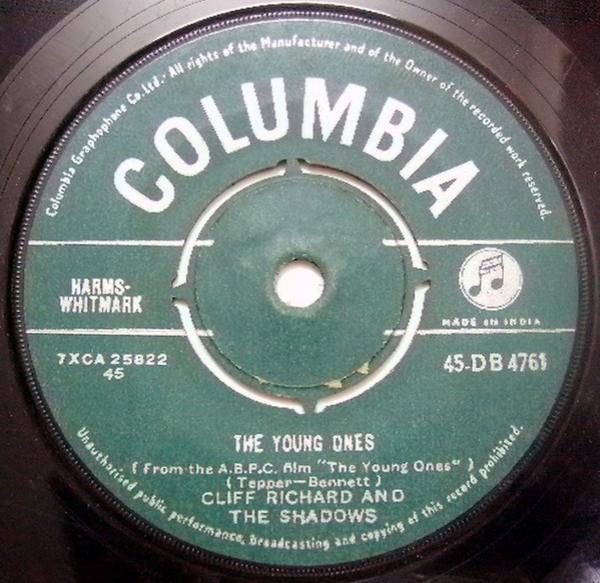 Columbia Graphophone Co. Ltd. All rights of the Manufacturer and of the Owner of the recorded work reserved.
COLUMBIA
HARMS-
WHITMARK
MADE IN INDIA
7XCA 25822
45
45-DB 4761
THE YOUNG ONES
(From the A.B.P.C. film "The Young Ones")
(Tepper—Bennett)
CLIFF RICHARD AND
THE SHADOWS
Unauthorised public performance, broadcasting and copying of this record prohibited.